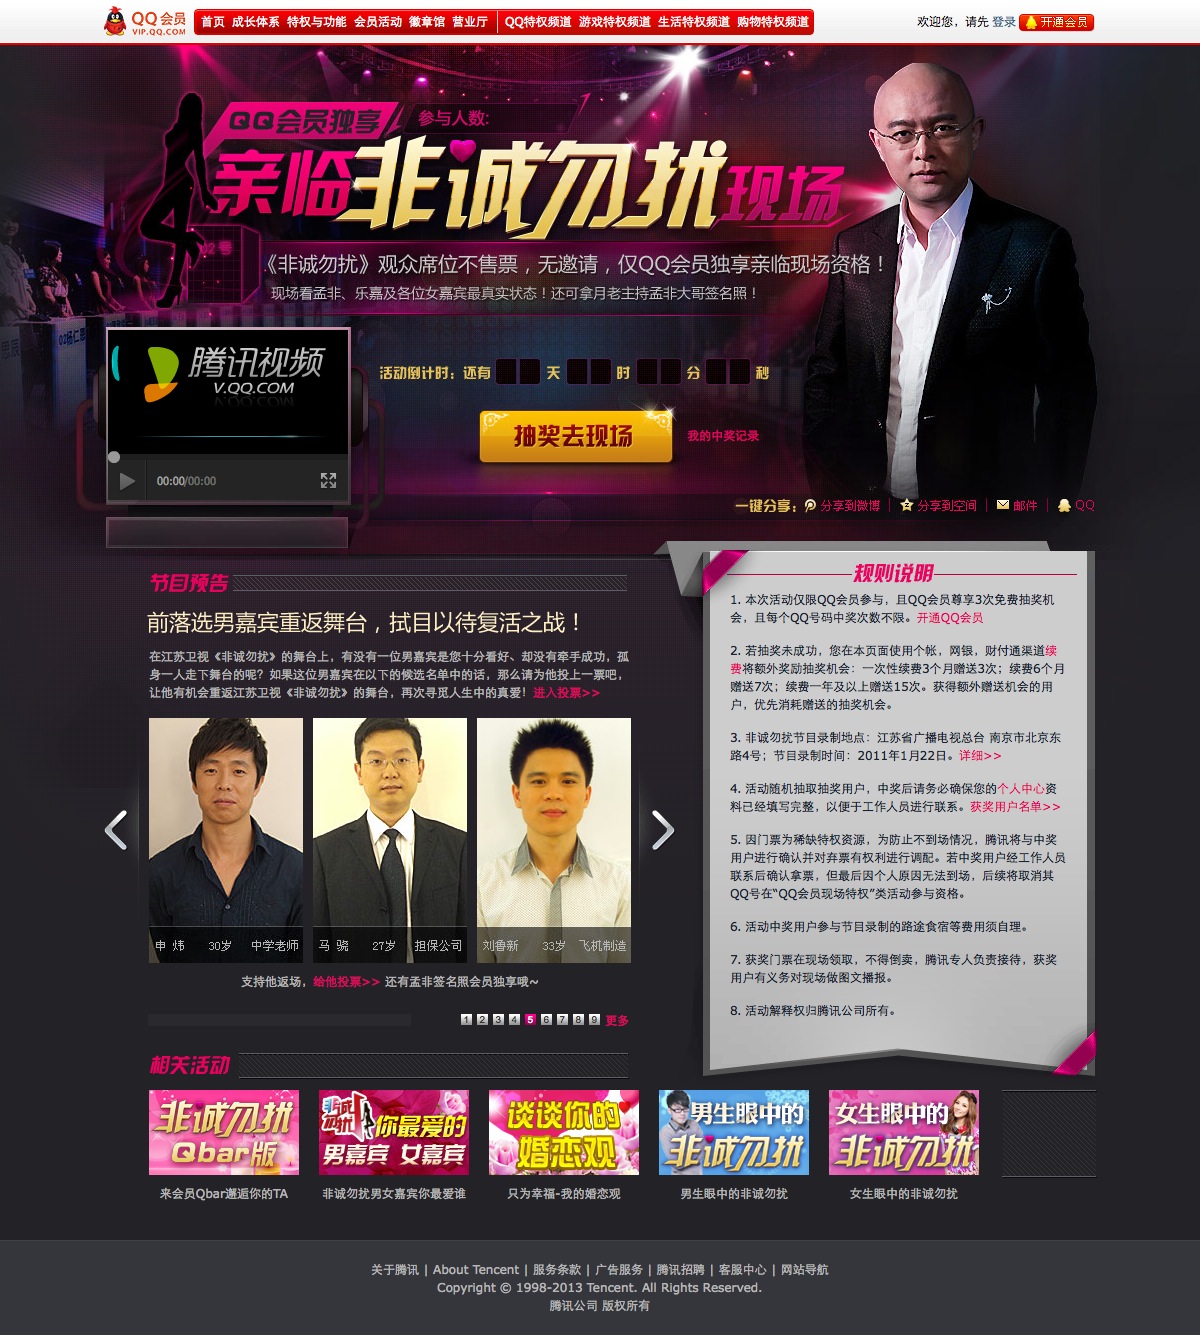 QQ会员
VIP.QQ.COM
首页 成长体系 特权与功能 会员活动 徽章馆 营业厅 QQ特权频道 游戏特权频道 生活特权频道 购物特权频道
欢迎您，请先 登录 开通会员
QQ会员独享
参与人数:
亲临非诚勿扰现场
《非诚勿扰》观众席位不售票，无邀请，仅QQ会员独享亲临现场资格！
现场看孟非、乐嘉及各位女嘉宾最真实状态！还可拿月老主持孟非大哥签名照！
腾讯视频
V.QQ.COM
00:00/00:00
活动倒计时：还有 天 时 分 秒
抽奖去现场
我的中奖记录
一键分享： 分享到微博 | 分享到空间 | 邮件 | QQ
节目预告
前落选男嘉宾重返舞台，拭目以待复活之战！
在江苏卫视《非诚勿扰》的舞台上，有没有一位男嘉宾是您十分看好、却没有牵手成功，孤
身一人走下舞台的呢？如果这位男嘉宾在以下的候选名单中的话，那么请为他投上一票吧，
让他有机会重返江苏卫视《非诚勿扰》的舞台，再次寻觅人生中的真爱！进入投票>>
申 炜 30岁 中学老师
马 骁 27岁 担保公司
刘鲁新 33岁 飞机制造
支持他返场，给他投票>> 还有孟非签名照会员独享哦~
1 2 3 4 5 6 7 8 9 更多
规则说明
1. 本次活动仅限QQ会员参与，且QQ会员尊享3次免费抽奖机
会，且每个QQ号码中奖次数不限。开通QQ会员
2. 若抽奖未成功，您在本页面使用个帐，网银，财付通渠道续
费将额外奖励抽奖机会：一次性续费3个月赠送3次；续费6个月
赠送7次；续费一年及以上赠送15次。获得额外赠送机会的用
户，优先消耗赠送的抽奖机会。
3. 非诚勿扰节目录制地点：江苏省广播电视总台 南京市北京东
路4号；节目录制时间：2011年1月22日。详细>>
4. 活动随机抽取抽奖用户，中奖后请务必确保您的个人中心资
料已经填写完整，以便于工作人员进行联系。获奖用户名单>>
5. 因门票为稀缺特权资源，为防止不到场情况，腾讯将与中奖
用户进行确认并对弃票有权利进行调配。若中奖用户经工作人员
联系后确认拿票，但最后因个人原因无法到场，后续将取消其
QQ号在“QQ会员现场特权”类活动参与资格。
6. 活动中奖用户参与节目录制的路途食宿等费用须自理。
7. 获奖门票在现场领取，不得倒卖，腾讯专人负责接待，获奖
用户有义务对现场做图文播报。
8. 活动解释权归腾讯公司所有。
相关活动
非诚勿扰
Qbar版
非诚勿扰
你最爱的
男嘉宾 女嘉宾
谈谈你的
婚恋观
男生眼中的
非诚勿扰
女生眼中的
非诚勿扰
来会员Qbar邂逅你的TA
非诚勿扰男女嘉宾你最爱谁
只为幸福-我的婚恋观
男生眼中的非诚勿扰
女生眼中的非诚勿扰
关于腾讯 | About Tencent | 服务条款 | 广告服务 | 腾讯招聘 | 客服中心 | 网站导航
Copyright © 1998-2013 Tencent. All Rights Reserved.
腾讯公司 版权所有